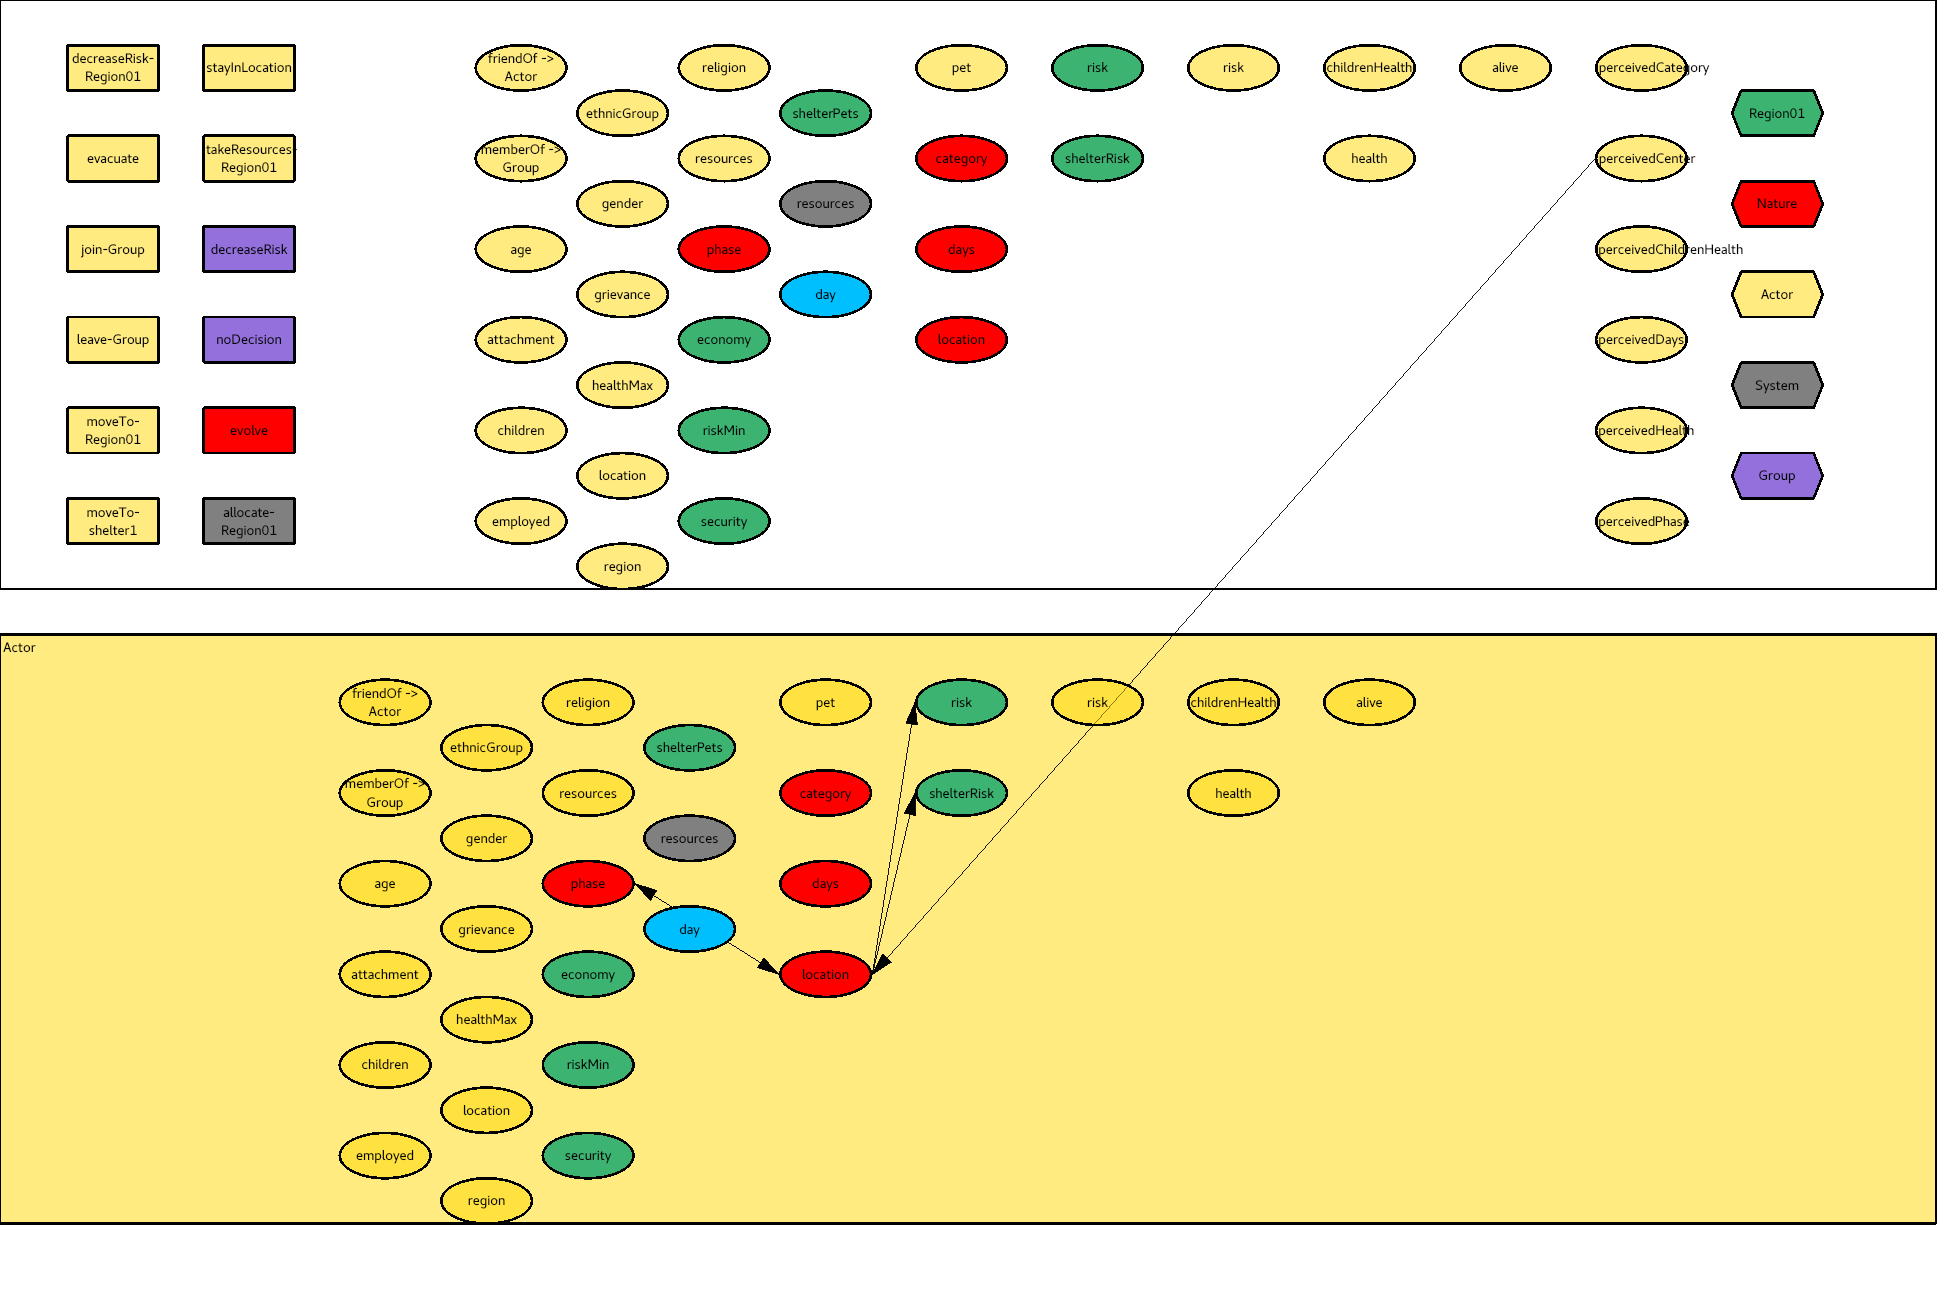 decreaseRisk-
Region01
stayInLocation
friendOf ->
Actor
religion
pet
risk
risk
childrenHealth
alive
perceivedCategory
ethnicGroup
shelterPets
Region01
evacuate
takeResources-
Region01
memberOf ->
Group
resources
category
shelterRisk
health
perceivedCenter
gender
resources
Nature
join-Group
decreaseRisk
age
phase
days
perceivedChildrenHealth
grievance
day
Actor
leave-Group
noDecision
attachment
economy
location
perceivedDays
healthMax
System
moveTo-
Region01
evolve
children
riskMin
perceivedHealth
location
Group
moveTo-
shelter1
allocate-
Region01
employed
security
perceivedPhase
region
Actor
friendOf ->
Actor
religion
pet
risk
risk
childrenHealth
alive
ethnicGroup
shelterPets
memberOf ->
Group
resources
category
shelterRisk
health
gender
resources
age
phase
days
grievance
day
attachment
economy
location
healthMax
children
riskMin
location
employed
security
region